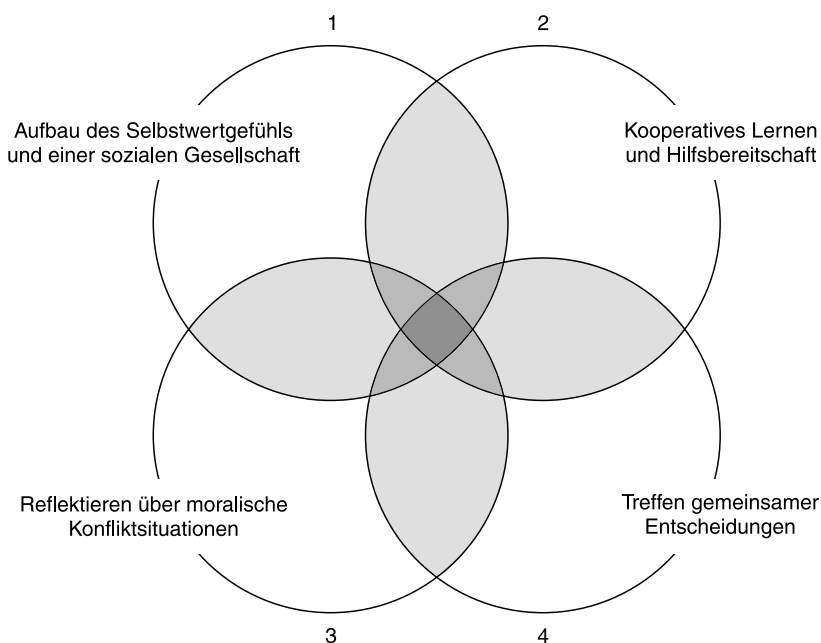 1
2
Aufbau des Selbstwertgefühls
und einer sozialen Gesellschaft
Kooperatives Lernen
und Hilfsbereitschaft
Reflektieren über moralische
Konfliktsituationen
Treffen gemeinsamer
Entscheidungen
3
4